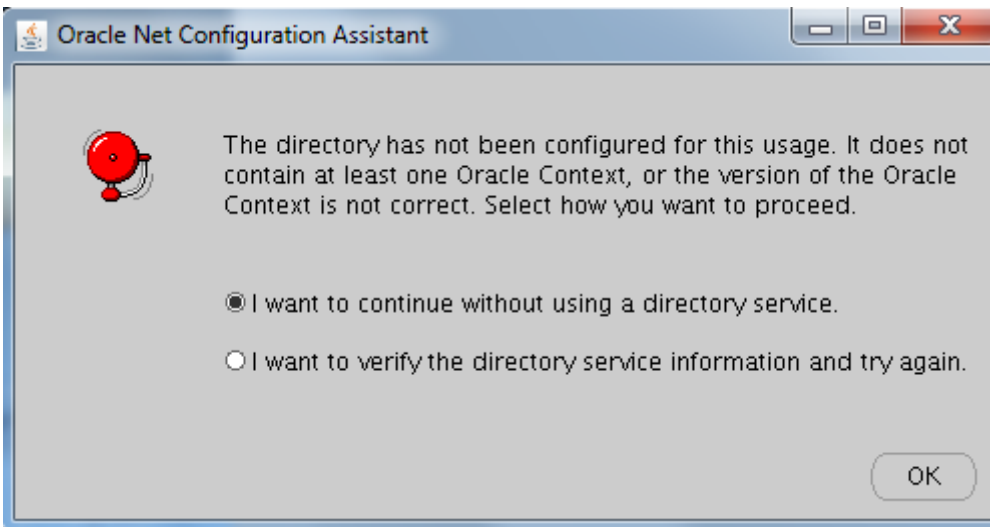 Oracle Net Configuration Assistant
The directory has not been configured for this usage. It does not
contain at least one Oracle Context, or the version of the Oracle
Context is not correct. Select how you want to proceed.
I want to continue without using a directory service.
I want to verify the directory service information and try again.
OK